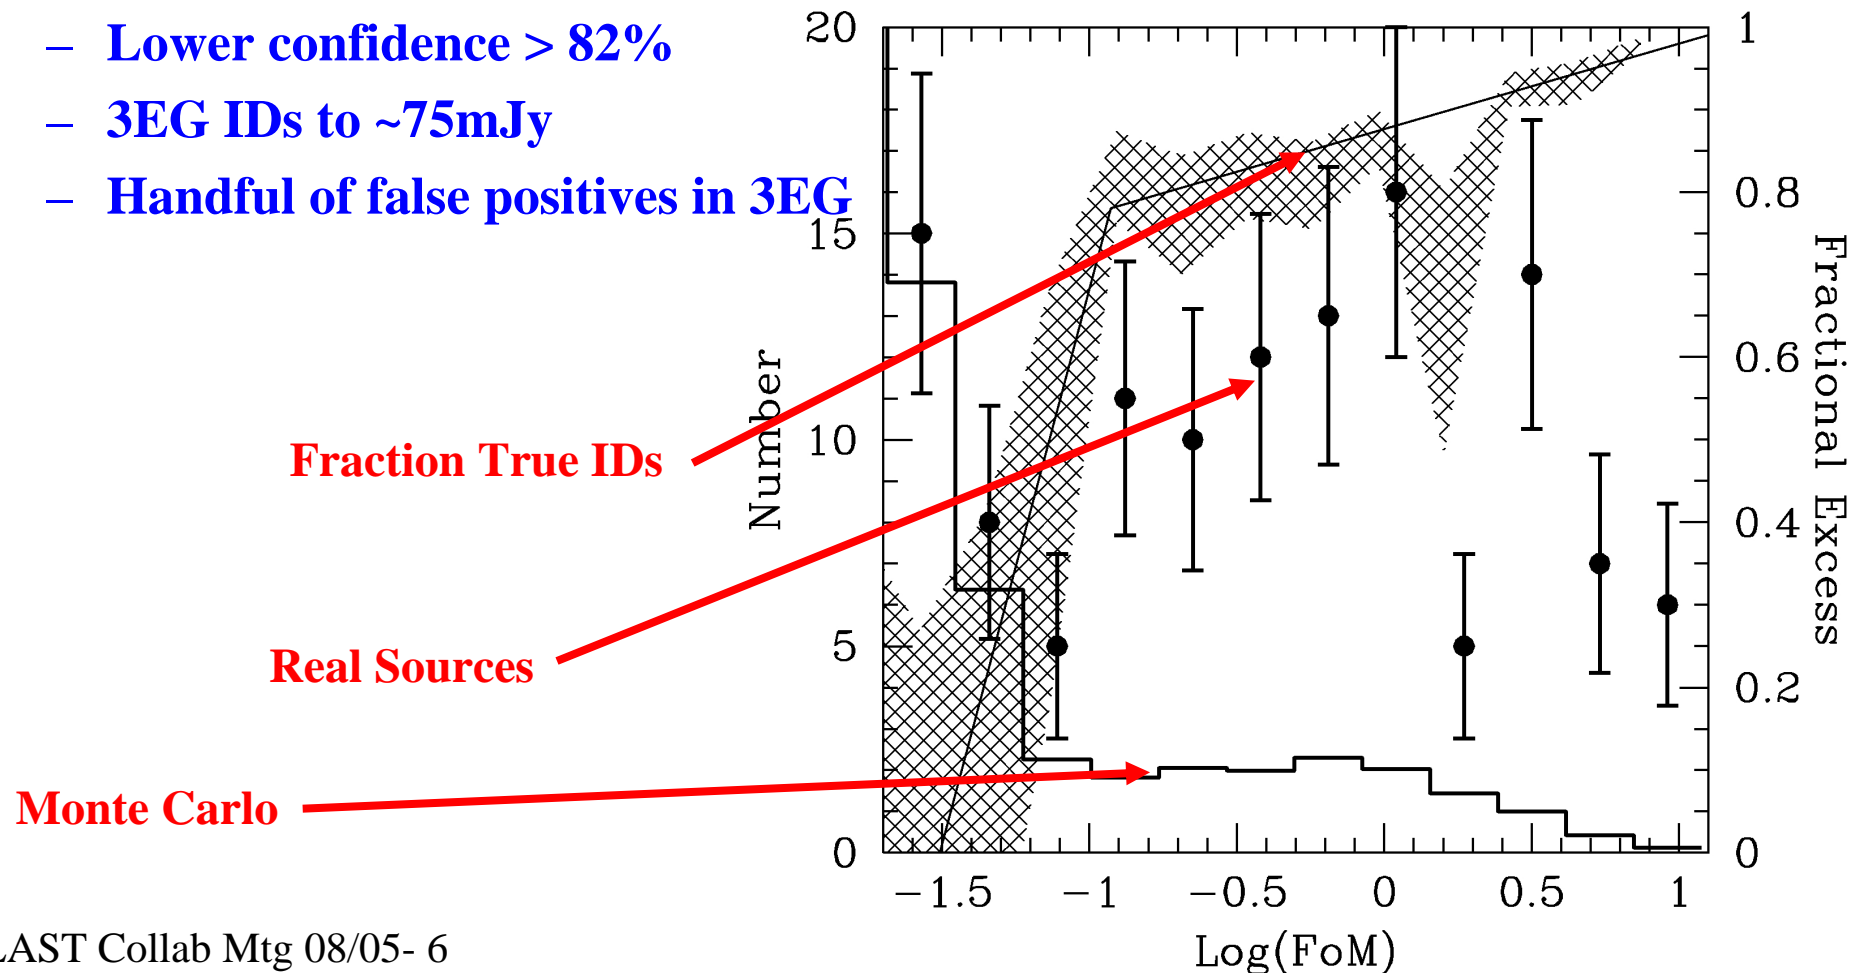 – Lower confidence > 82%
– 3EG IDs to ~75mJy
– Handful of false positives in 3EG
Fraction True IDs
Real Sources
Monte Carlo
20
15
10
5
0
Number
1
0.8
0.6
0.4
0.2
0
Fractional Excess
−1.5
−1
−0.5
0
0.5
1
Log(FoM)
LAST Collab Mtg 08/05- 6